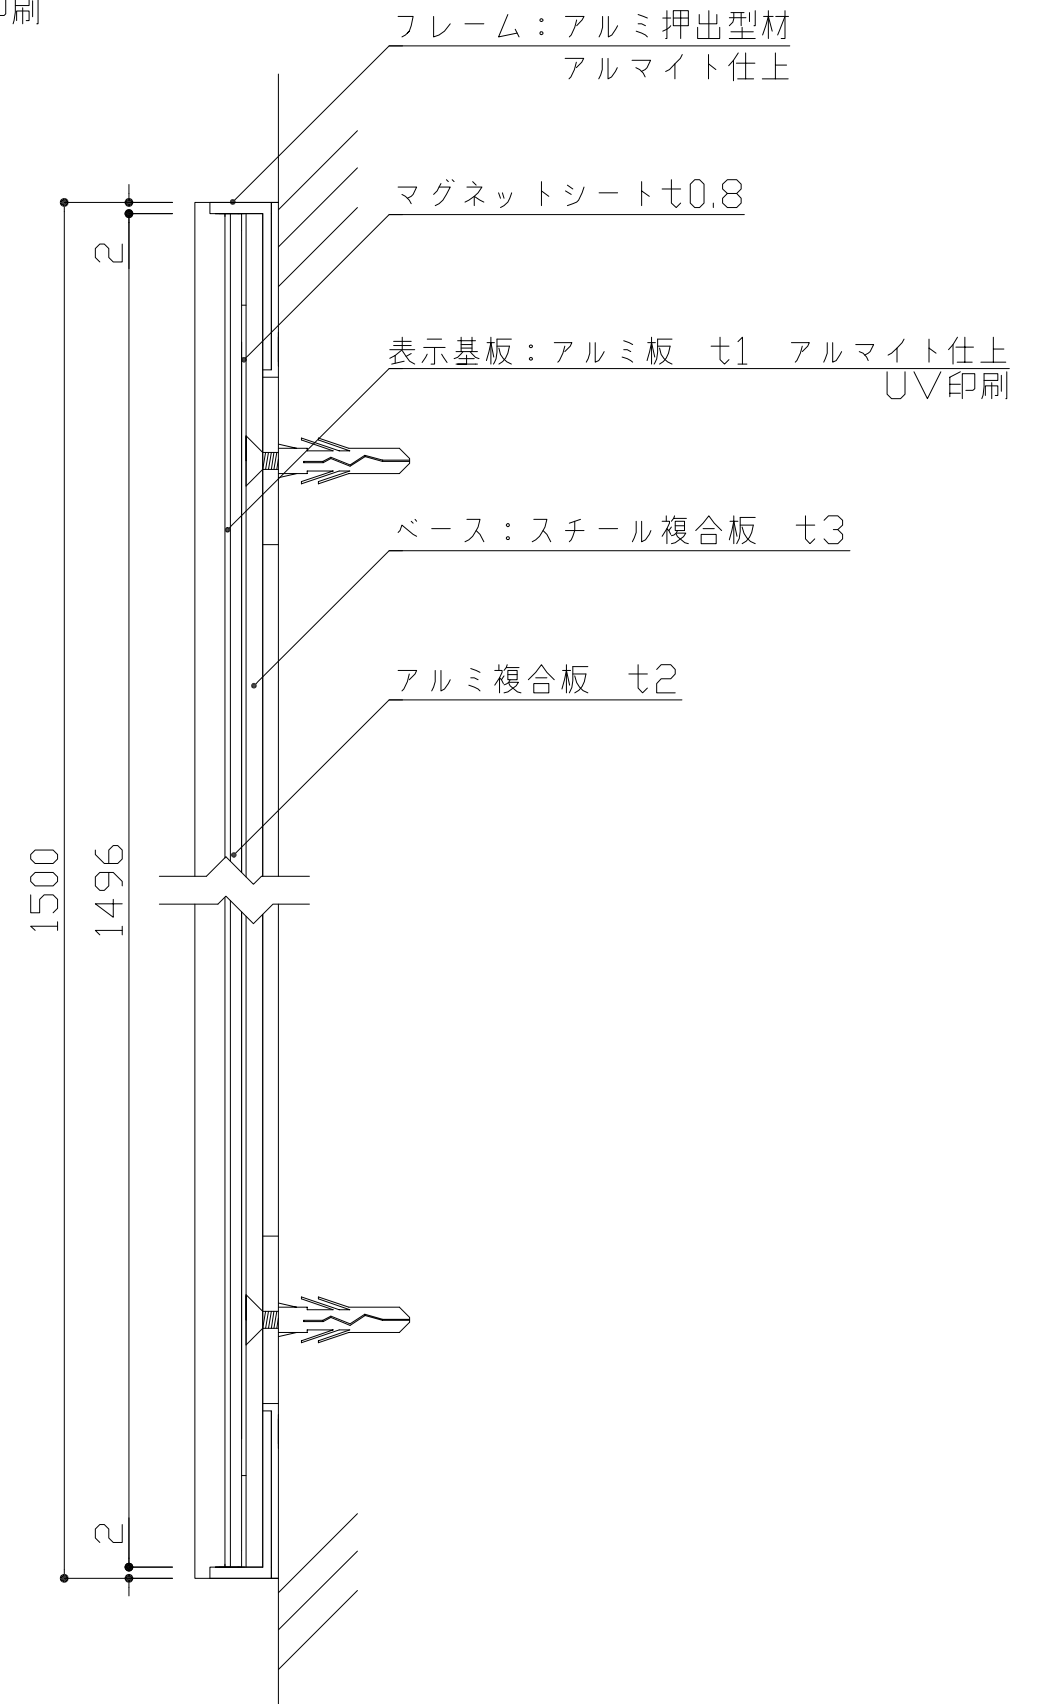 印刷
フレーム：アルミ押出型材
アルマイト仕上
マグネットシートt0.8
表示基板：アルミ板　t1　アルマイト仕上
UV印刷
ベース：スチール複合板　t3
アルミ複合板　t2
2
1500
1496
2